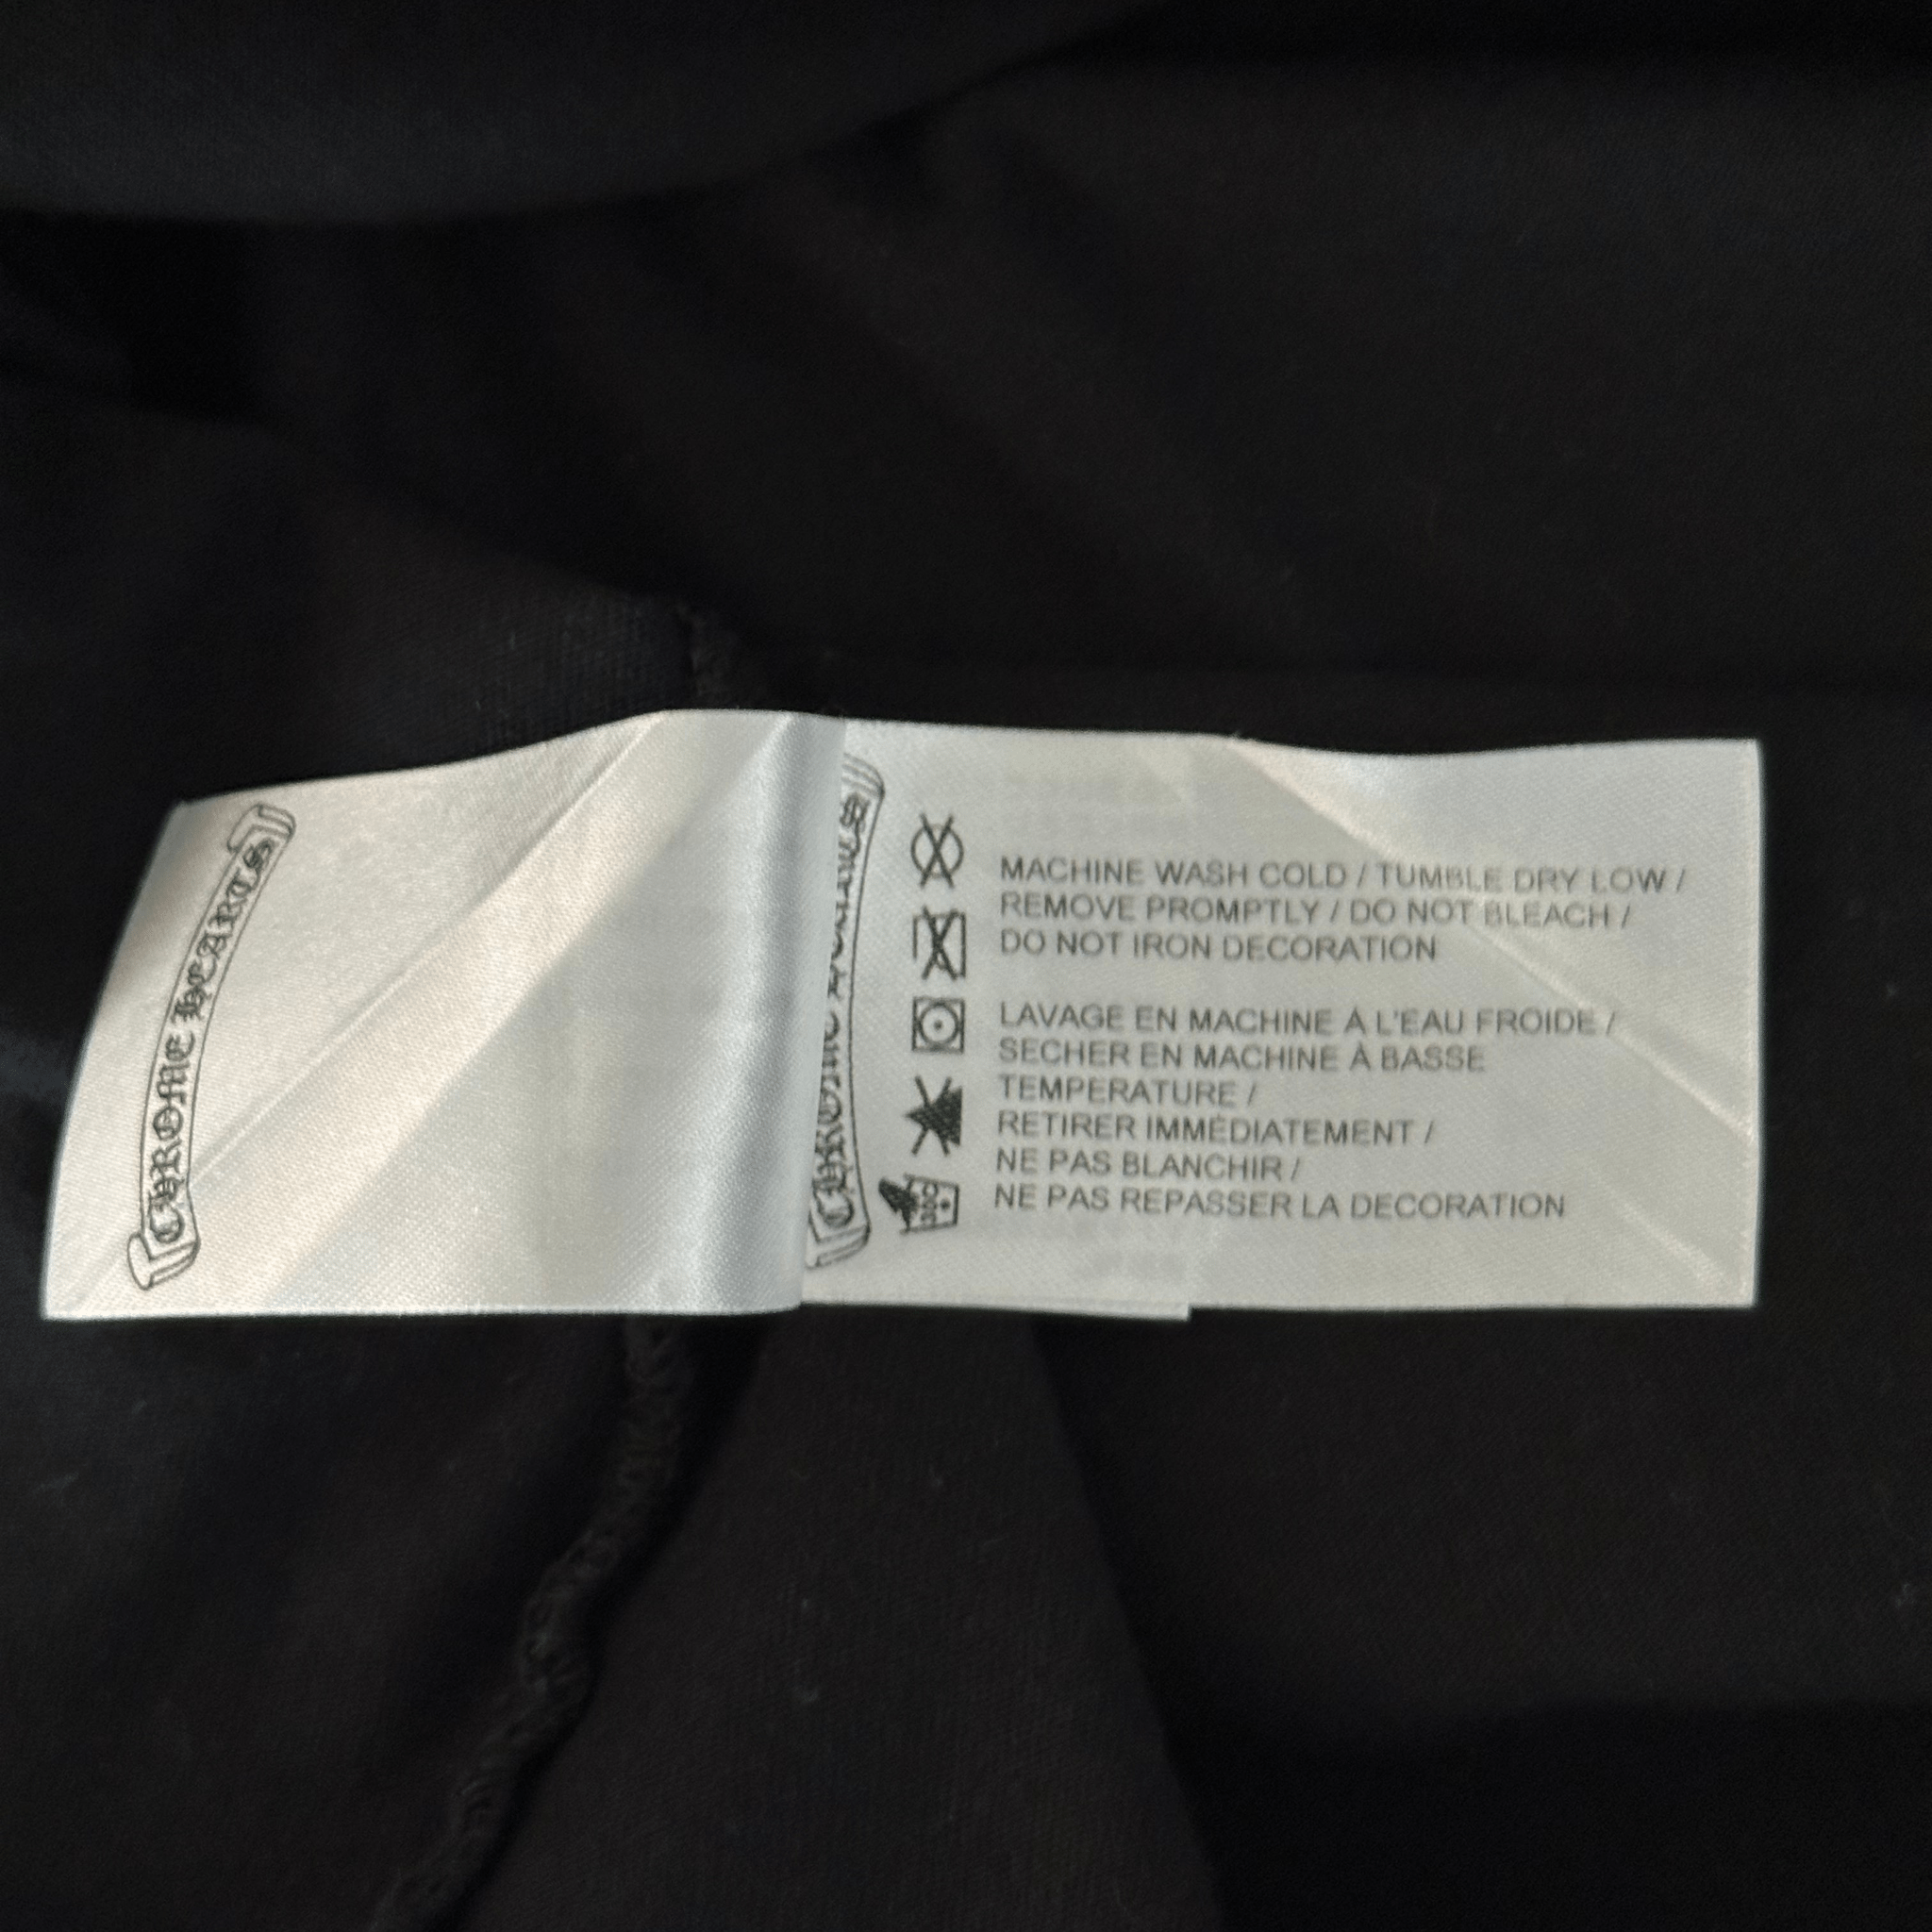 CHROME HEARTS
CHROME HEARTS
MACHINE WASH COLD / TUMBLE DRY LOW /
REMOVE PROMPTLY / DO NOT BLEACH /
DO NOT IRON DECORATION
LAVAGE EN MACHINE À L'EAU FROIDE /
SECHER EN MACHINE À BASSE
TEMPERATURE /
RETIRER IMMÉDIATEMENT /
NE PAS BLANCHIR /
NE PAS REPASSER LA DECORATION